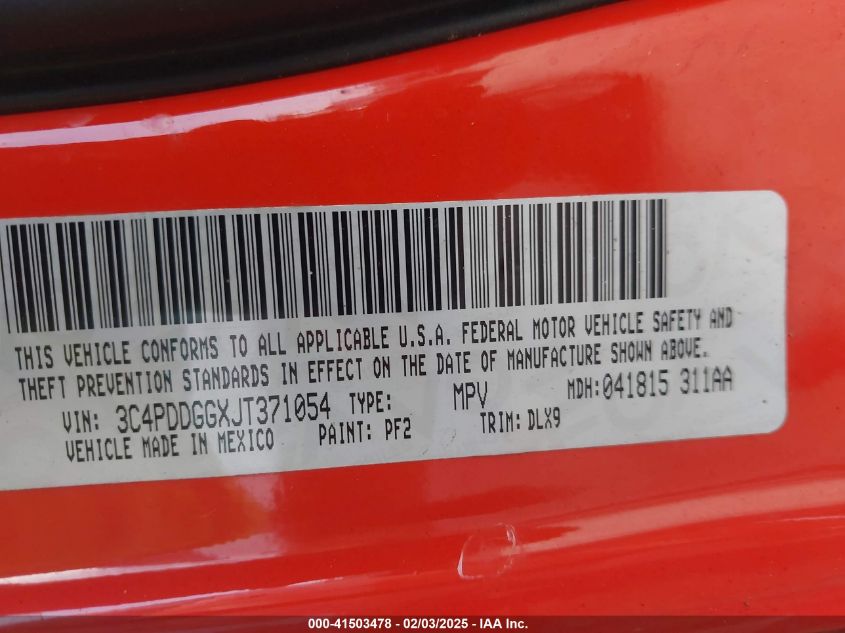 THIS VEHICLE CONFORMS TO ALL APPLICABLE U.S.A. FEDERAL MOTOR VEHICLE SAFETY AND
THEFT PREVENTION STANDARDS IN EFFECT ON THE DATE OF MANUFACTURE SHOWN ABOVE.
VIN: 3C4PDDGGXJT371054 TYPE: MPV MDH:041815 311AA
VEHICLE MADE IN MEXICO PAINT: PF2 TRIM: DLX9
000-41503478 - 02/03/2025 - IAA Inc.